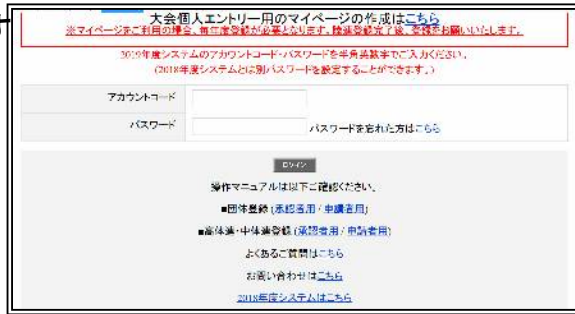 大会個人エントリー用のマイページの作成はこちら
※マイページをご利用の場合、毎年度登録が必要となります。陸連登録完了後、登録をお願いいたします。
2019年度システムのアカウントコード・パスワードを半角英数字でご入力ください。
(2018年度システムとは別パスワードを設定することができます。)
アカウントコード
パスワード
パスワードを忘れた方はこちら
ログイン
操作マニュアルは以下ご確認ください。
■団体登録 (承認者用 / 申請者用)
■高体連・中体連登録 (承認者用 / 申請者用)
よくあるご質問はこちら
お問い合わせはこちら
2018年度システムはこちら